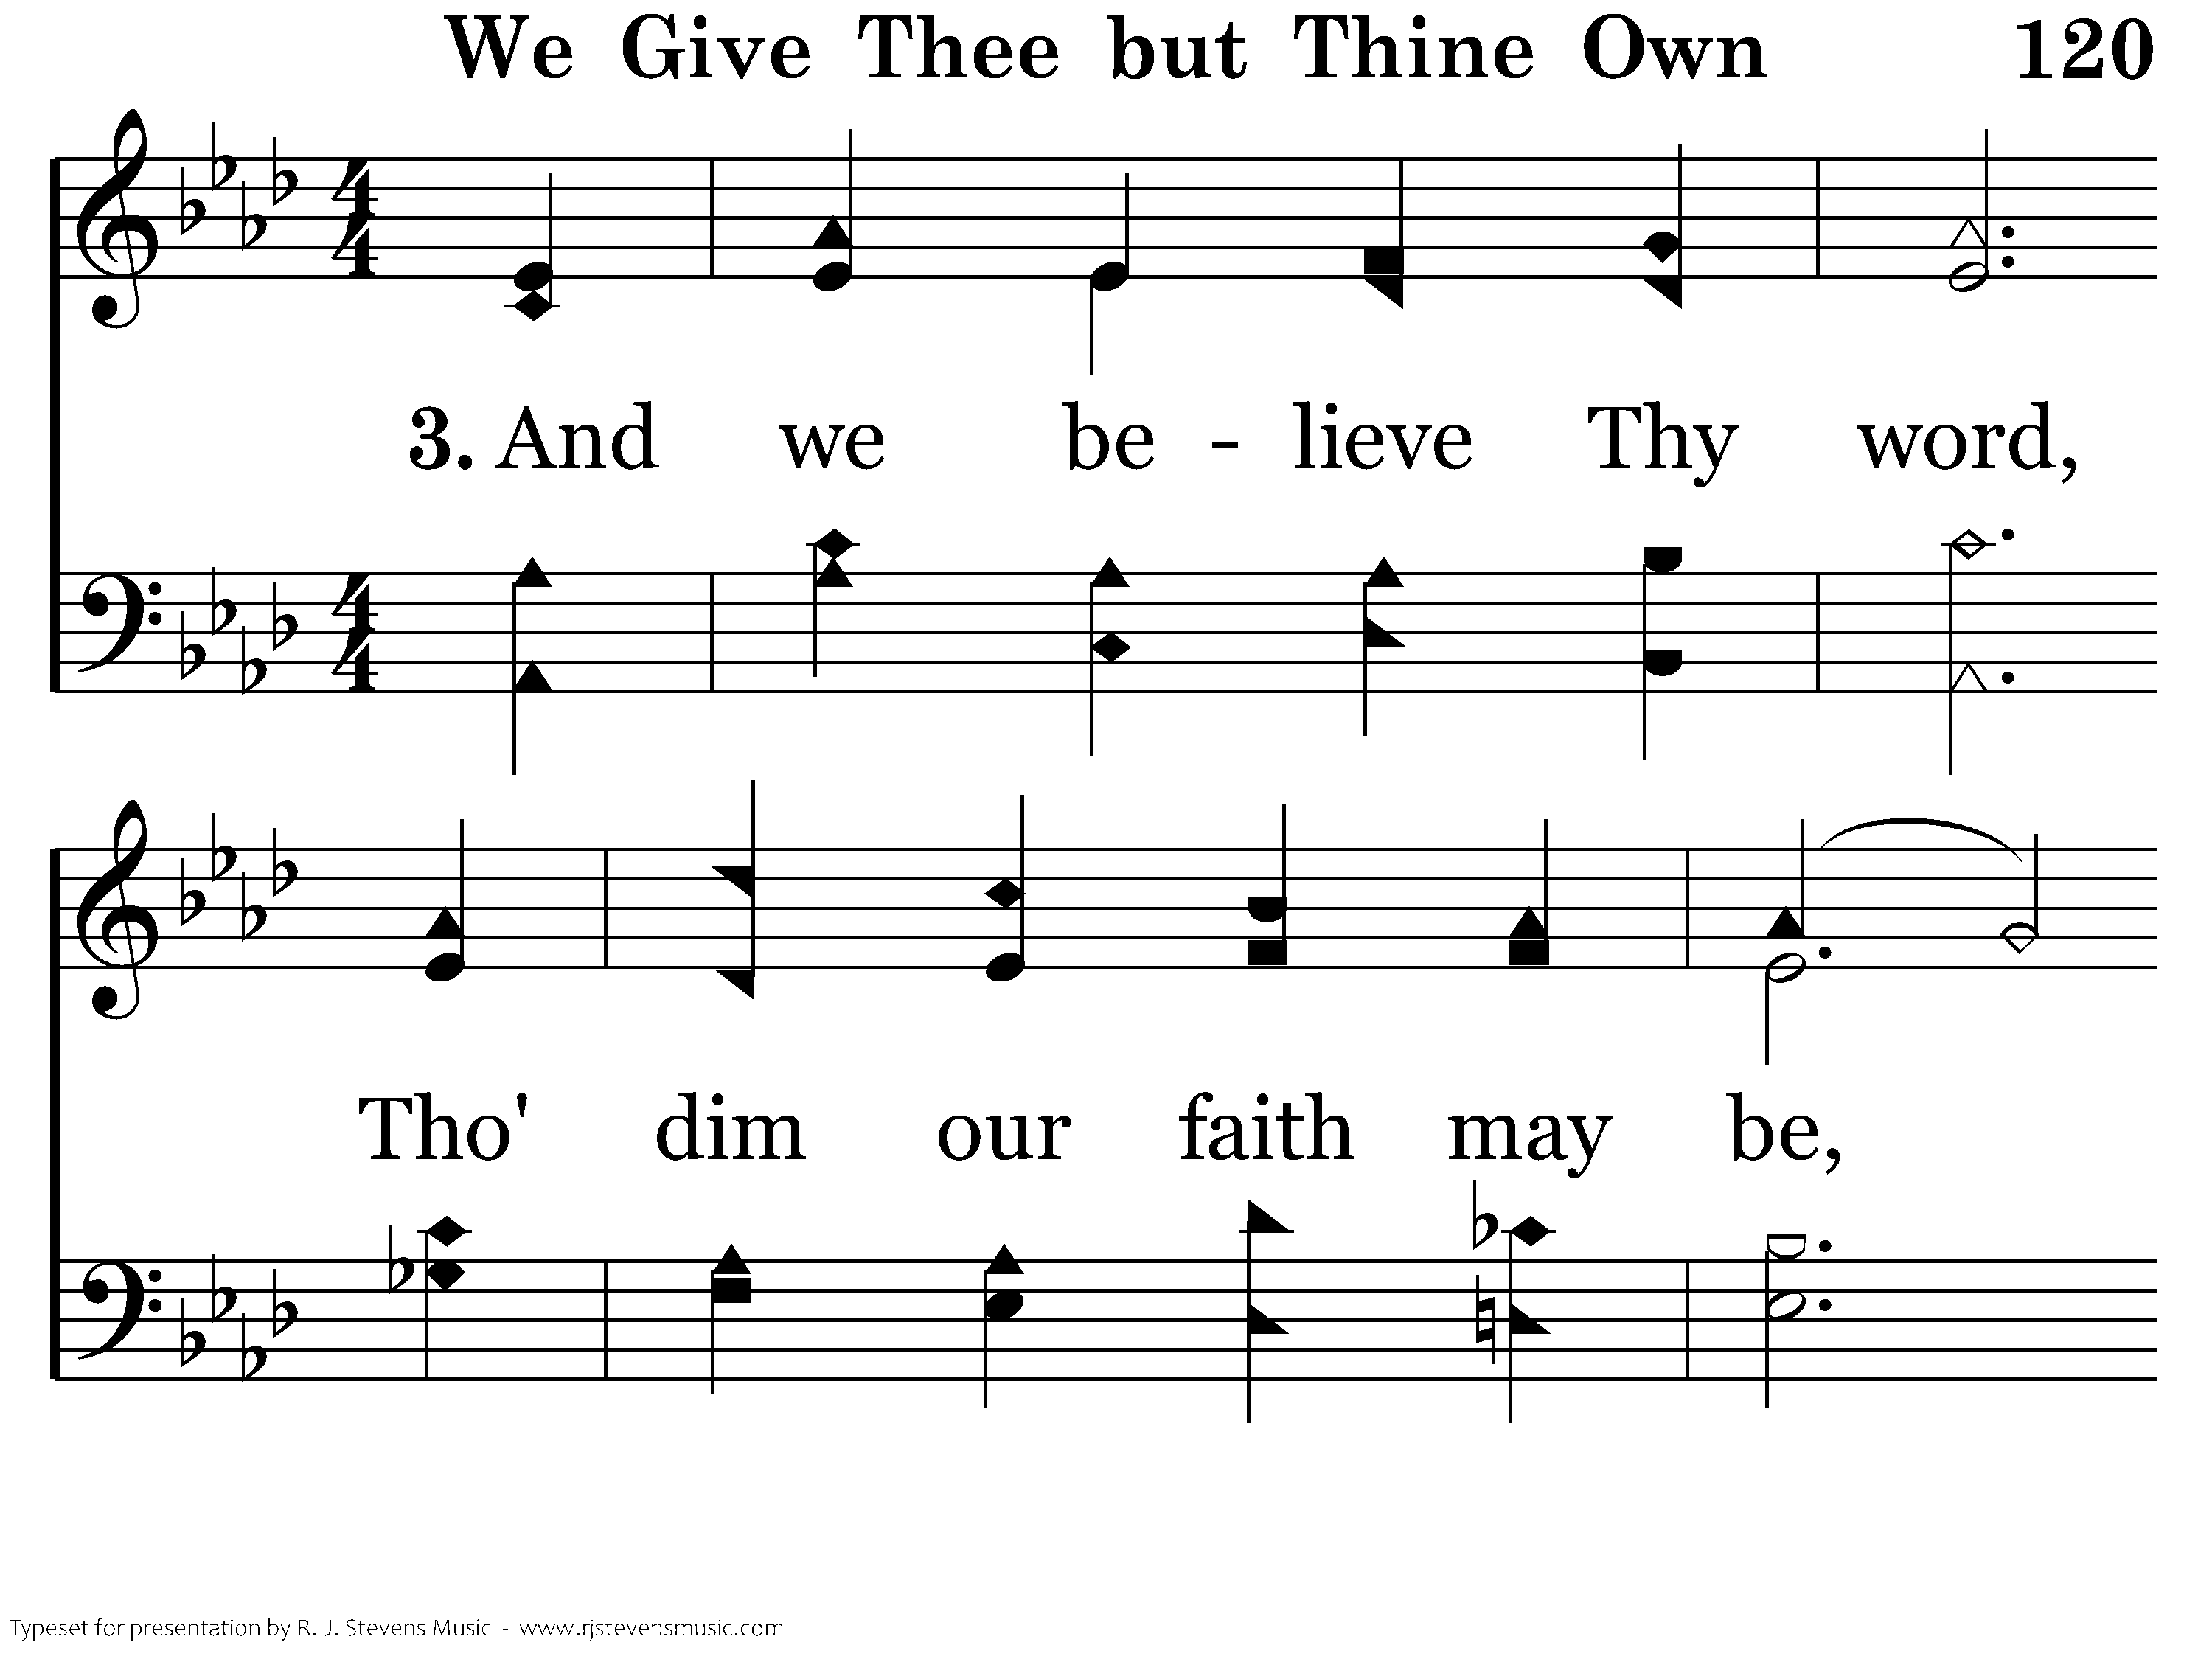 We Give Thee but Thine Own 120
3. And we be - lieve Thy word,
Tho' dim our faith may be,
Typeset for presentation by R. J. Stevens Music - www.rjstevensmusic.com